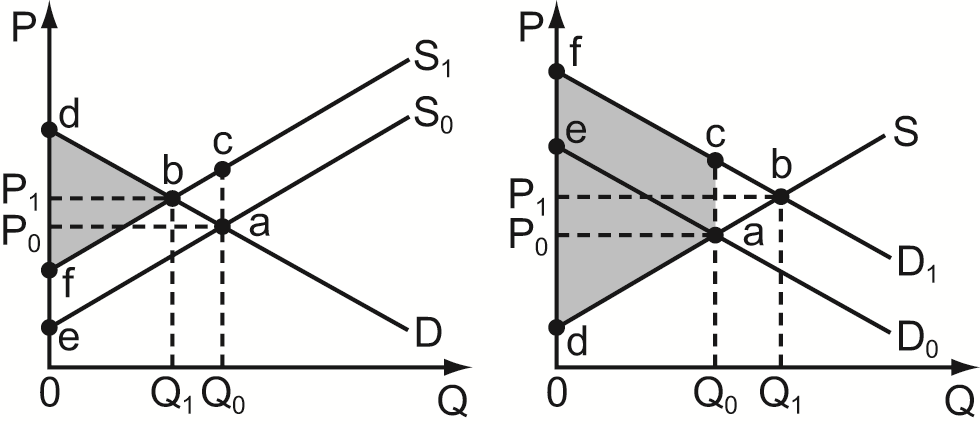 P
d
S₁
S₀
c
b
P₁
P₀
a
f
e
D
0
Q₁
Q₀
Q
P
f
c
e
b
S
P₁
P₀
a
D₁
d
D₀
0
Q₀
Q₁
Q